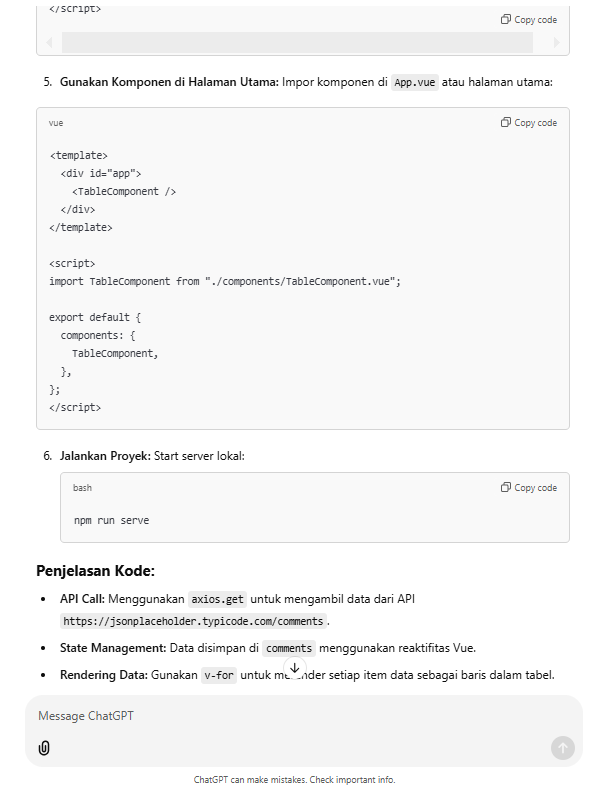 </script>
Copy code
5. Gunakan Komponen di Halaman Utama: Impor komponen di App.vue atau halaman utama:
vue
Copy code
<template>
  <div id="app">
    <TableComponent />
  </div>
</template>

<script>
import TableComponent from "./components/TableComponent.vue";

export default {
  components: {
    TableComponent,
  },
};
</script>
6. Jalankan Proyek: Start server lokal:
bash
Copy code
npm run serve
Penjelasan Kode:
• API Call: Menggunakan axios.get untuk mengambil data dari API
https://jsonplaceholder.typicode.com/comments.
• State Management: Data disimpan di comments menggunakan reaktifitas Vue.
• Rendering Data: Gunakan v-for untuk setiap item data sebagai baris dalam tabel.
Message ChatGPT
ChatGPT can make mistakes. Check important info.